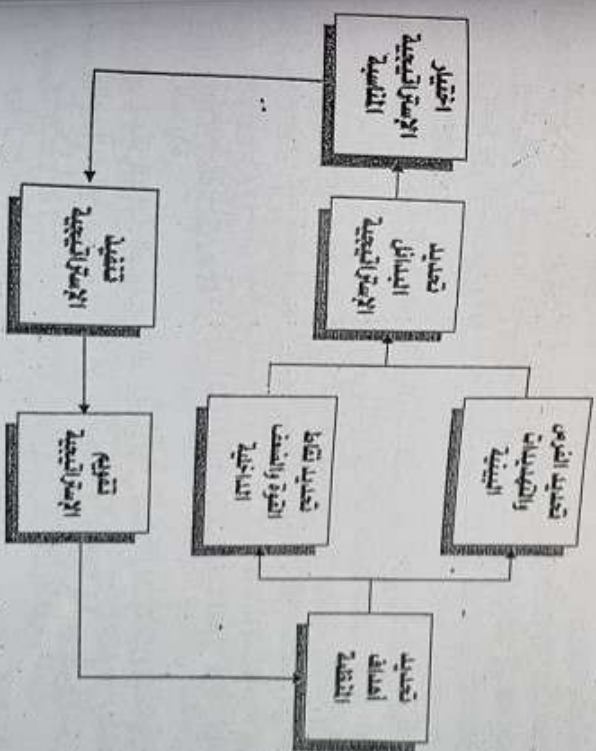 تحديد
أهداف
المنظمة
تحديد الفرص
والتهديدات
البيئية
تحديد نقاط
القوة والضعف
الداخلية
تحديد
البدائل
الإستراتيجية
اختيار
الإستراتيجية
المناسبة
تنفيذ
الإستراتيجية
تقويم
الإستراتيجية